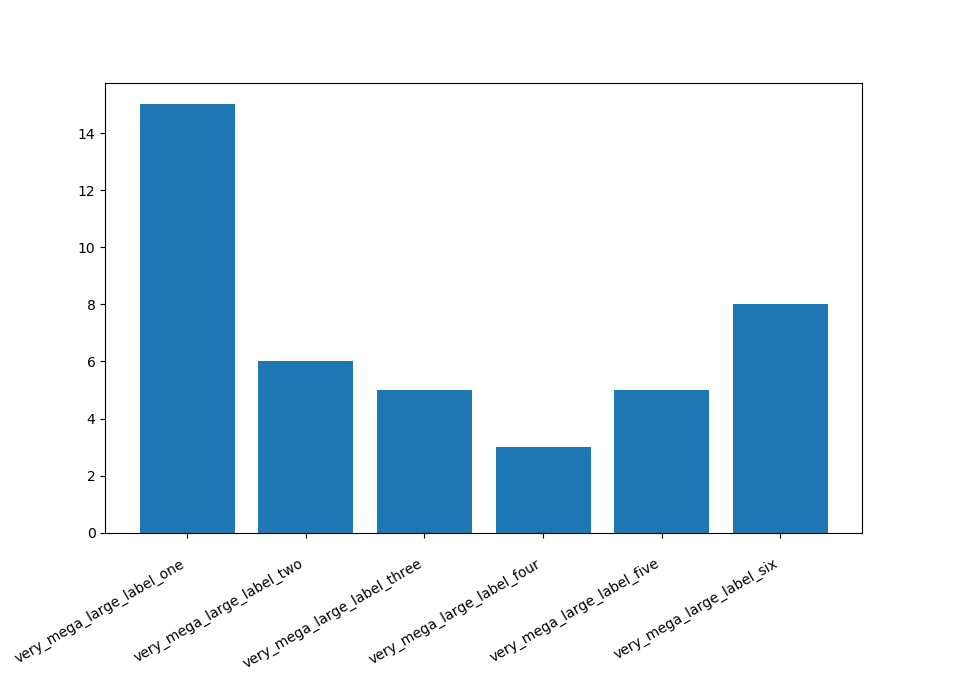 14
12
10
8
6
4
2
0
very_mega_large_label_one
very_mega_large_label_two
very_mega_large_label_three
very_mega_large_label_four
very_mega_large_label_five
very_mega_large_label_six